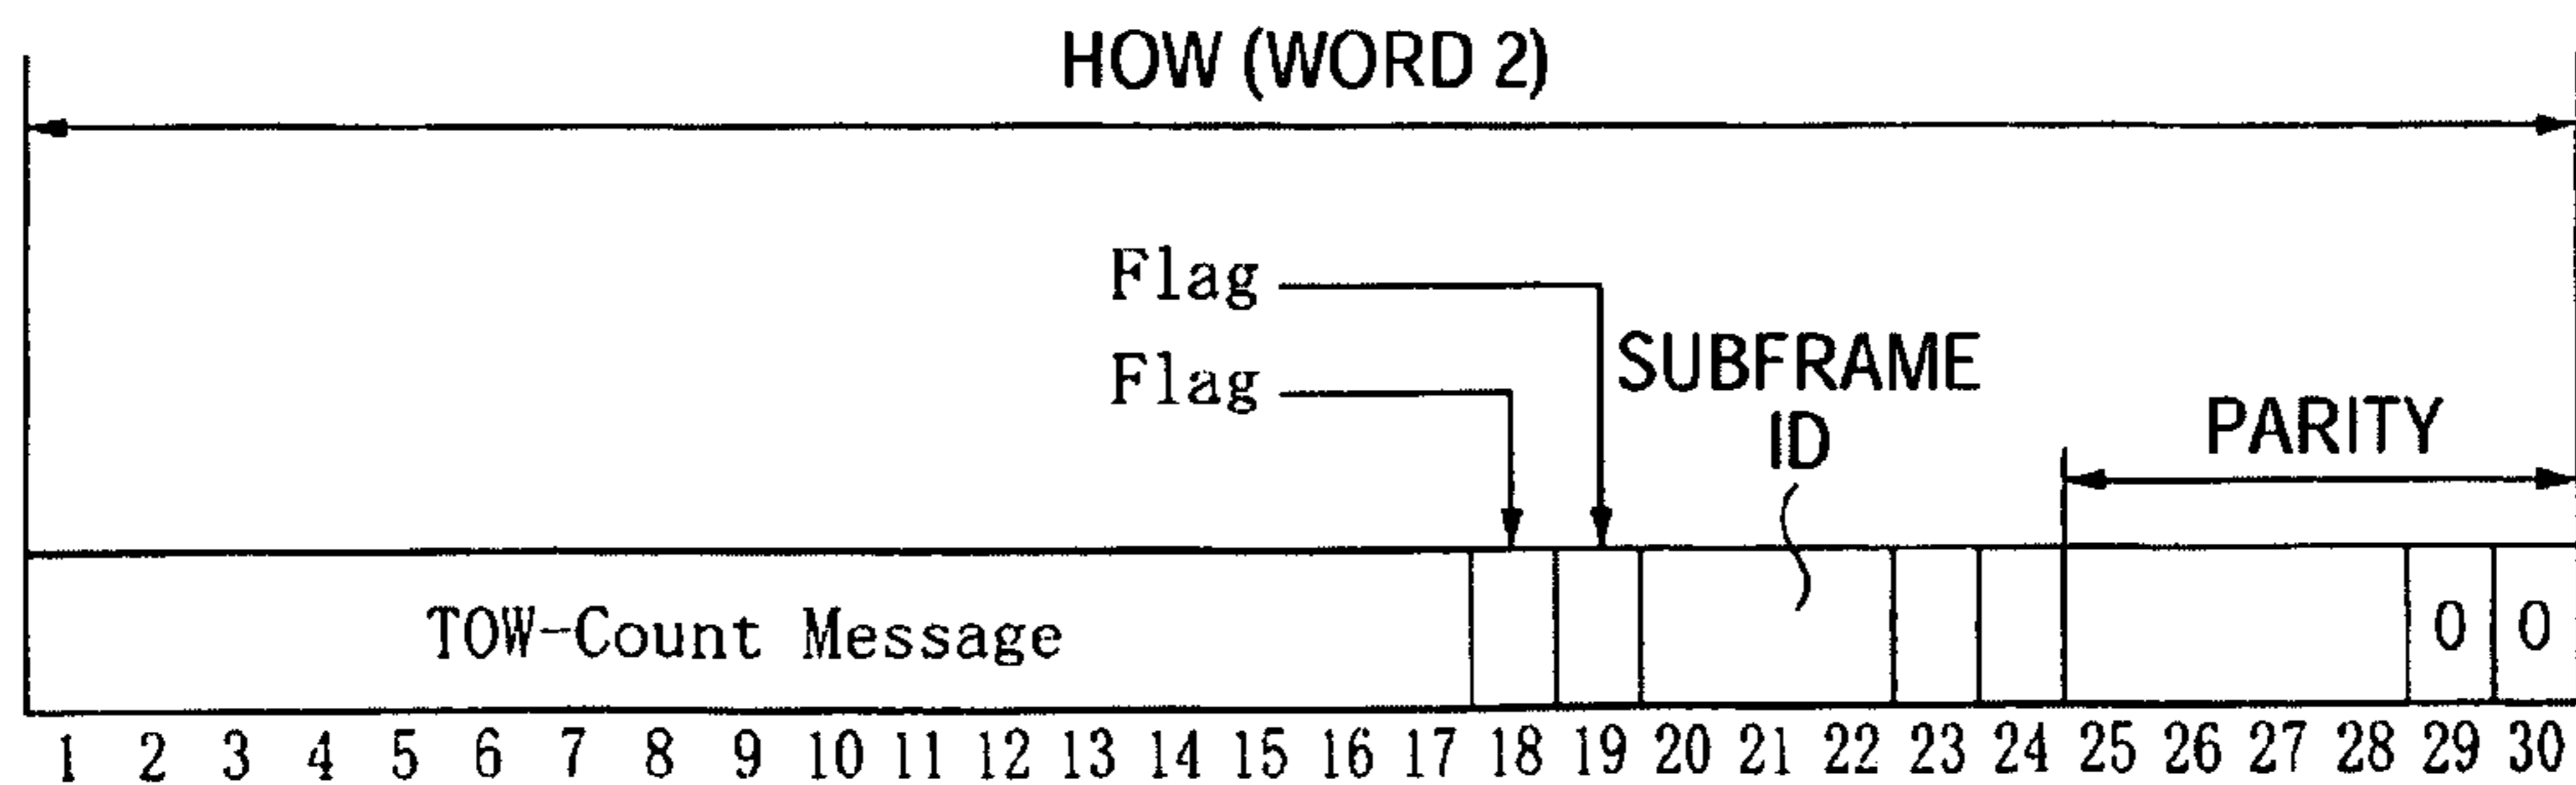 HOW (WORD 2)
Flag
Flag
SUBFRAME
ID
PARITY
TOW-Count Message
0 0
1 2 3 4 5 6 7 8 9 10 11 12 13 14 15 16 17 18 19 20 21 22 23 24 25 26 27 28 29 30